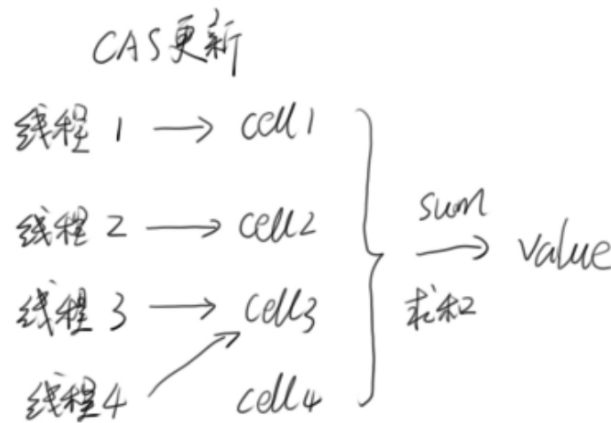 CAS更新
线程 1 → cell1
线程 2 → cell2
sum
value
线程 3 → cell3
求和
线程4
cell4